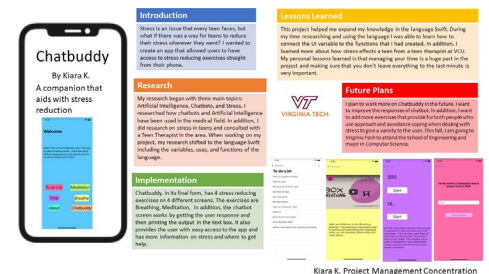 Chatbuddy
By Kiara K.
A companion
that aides
with stress
reduction
Welcome
To do List
Meditation
Timer
Breathe
About
Chatbuddy
Introduction
Stress is an issue that every teen faces, but
what if there was a way for teens to reduce
their stress wherever they went? I wanted to
create an app that allowed users to have
access to stress reducing exercises straight
from their phone.
Research
My research began with three main topics:
Artificial Intelligence, Chatbots, and Stress. I
researched how chatbots and Artificial Intelligence
have been used in the medical field. In addition, I
did research on stress in teens and consulted with
a Teen Therapist in the area. When working on my
project, my research shifted to the language Swift
including the variables, uses, and functions of the
language.
Implementation
Chatbuddy, in its final form, has 4 stress reducing
exercises on 4 different screens. The exercises are
Breathing, Meditation, In addition, the chatbot
screen works by getting the user response and
then printing the output in the text box. It also
provides the user with easy access to the app and
has more information on stress and where to get
help.
Lessons Learned
This project helped me expand my knowledge in the language Swift. During
my time researching and using the language I was able to learn how to
connect the UI variable to the functions that I had created. In addition, I
learned more about how stress effects a teen from a teen therapist at VCU.
My personal lessons learned is that managing your time is a huge part in the
project and making sure that you don't leave everything to the last minute is
very important.
VIRGINIA TECH.
Future Plans
I plan to work more on Chatbuddy in the future. I want
to improve the responses of chatbot. In addition, I want
to add more exercises that provide for both people who
use approach and avoidance coping when dealing with
stress to give a variety to the user. This fall, I am going to
Virginia Tech to attend the School of Engineering and
major in Computer Science.
To do List
BOX
BREATHING
300
Start
19.
Start
Kiara K. Project Management Concentration